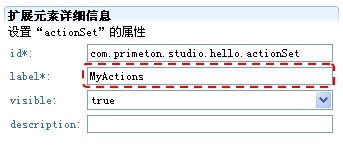 扩展元素详细信息
设置“actionSet”的属性
id*: com.primeton.studio.hello.actionSet
label*: MyActions
visible: true
description: